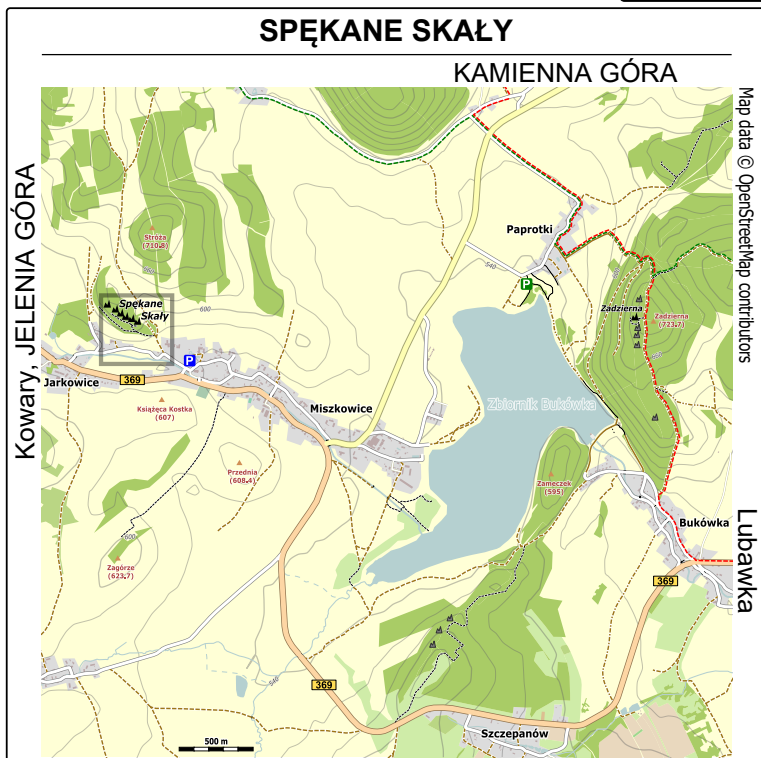 SPĘKANE SKAŁY
KAMIENNA GÓRA
Map data © OpenStreetMap contributors
Kowary, JELENIA GÓRA
Lubawka
Paprotki
540
P
Stróża
(710.8)
660
600
Spękane
Skały
Zadzierna
Zadzierna
(723.7)
660
P
Jarkowice
369
Książęca Kostka
(607)
Miszkowice
Zbiornik Bukówka
Przednia
(608.4)
Zameczek
(595)
Bukówka
600
Zagórze
(623.7)
369
540
369
Szczepanów
500 m